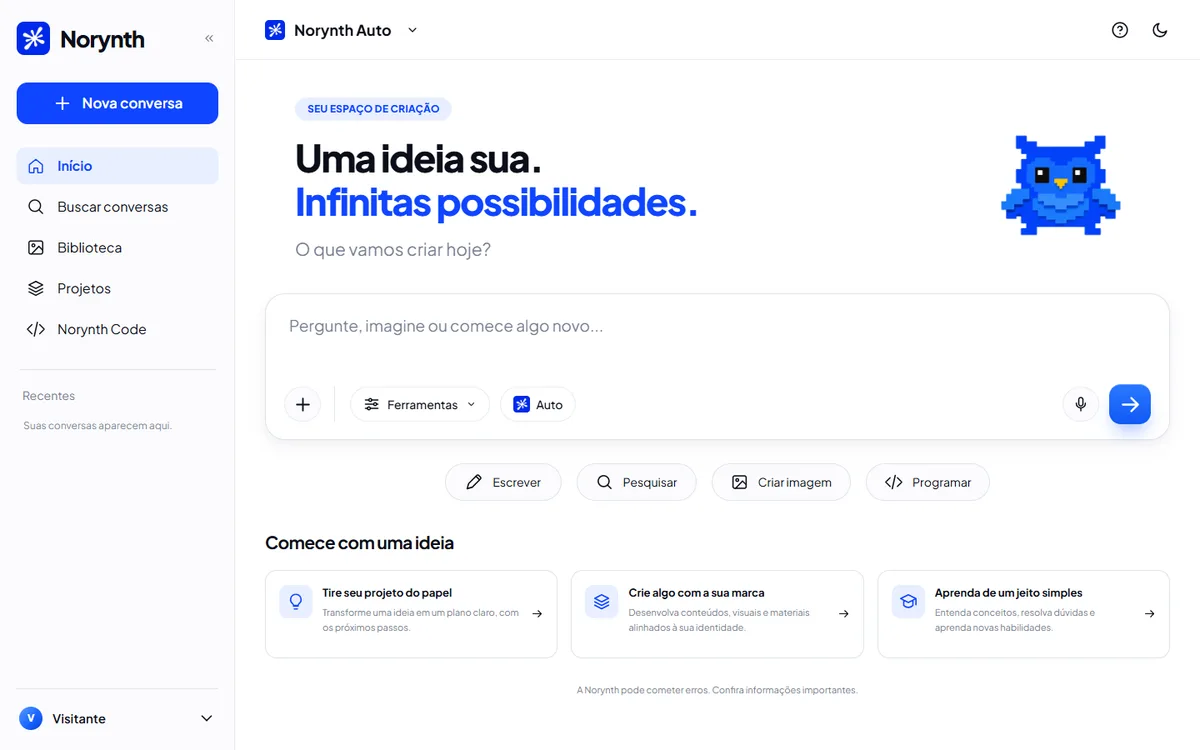 Norynth
Nova conversa
Início
Buscar conversas
Biblioteca
Projetos
Norynth Code
Recentes
Suas conversas aparecem aqui.
V
Visitante
Norynth Auto
SEU ESPAÇO DE CRIAÇÃO
Uma ideia sua.
Infinitas possibilidades.
O que vamos criar hoje?
Pergunte, imagine ou comece algo novo...
Ferramentas
Auto
Escrever
Pesquisar
Criar imagem
Programar
Comece com uma ideia
Tire seu projeto do papel
Transforme uma ideia em um plano claro, com
os próximos passos.
Crie algo com a sua marca
Desenvolva conteúdos, visuais e materiais
alinhados à sua identidade.
Aprenda de um jeito simples
Entenda conceitos, resolva dúvidas e
aprenda novas habilidades.
A Norynth pode cometer erros. Confira informações importantes.